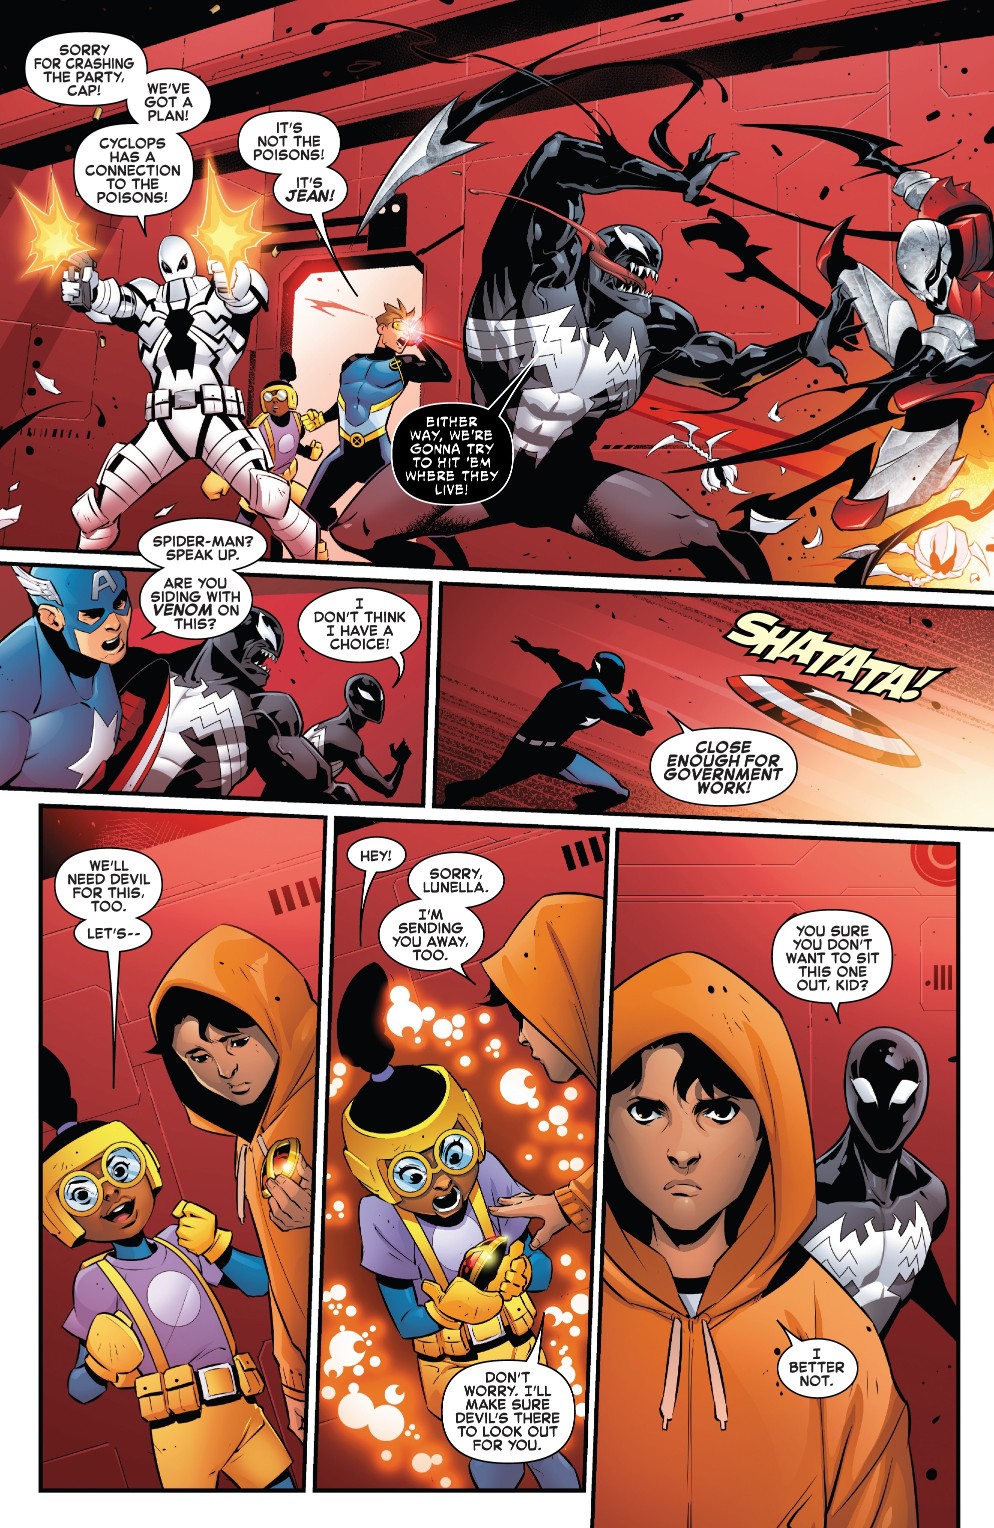 SORRY
FOR CRASHING
THE PARTY,
CAP!
WE'VE
GOT A
PLAN!
CYCLOPS
HAS A
CONNECTION
TO THE
POISONS!
IT'S
NOT THE
POISONS!
IT'S
JEAN!
EITHER
WAY, WE'RE
GONNA TRY
TO HIT 'EM
WHERE THEY
LIVE!
SPIDER-MAN?
SPEAK UP.
ARE YOU
SIDING WITH
VENOM ON
THIS?
A
I
DON'T THINK
I HAVE A
CHOICE!
SHATATA!
CLOSE
ENOUGH FOR
GOVERNMENT
WORK!
WE'LL
NEED DEVIL
FOR THIS,
TOO.
LET'S--
HEY!
SORRY,
LUNELLA.
I'M
SENDING
YOU AWAY,
TOO.
DON'T
WORRY. I'LL
MAKE SURE
DEVIL'S THERE
TO LOOK OUT
FOR YOU.
YOU SURE
YOU DON'T
WANT TO SIT
THIS ONE
OUT, KID?
I
BETTER
NOT.